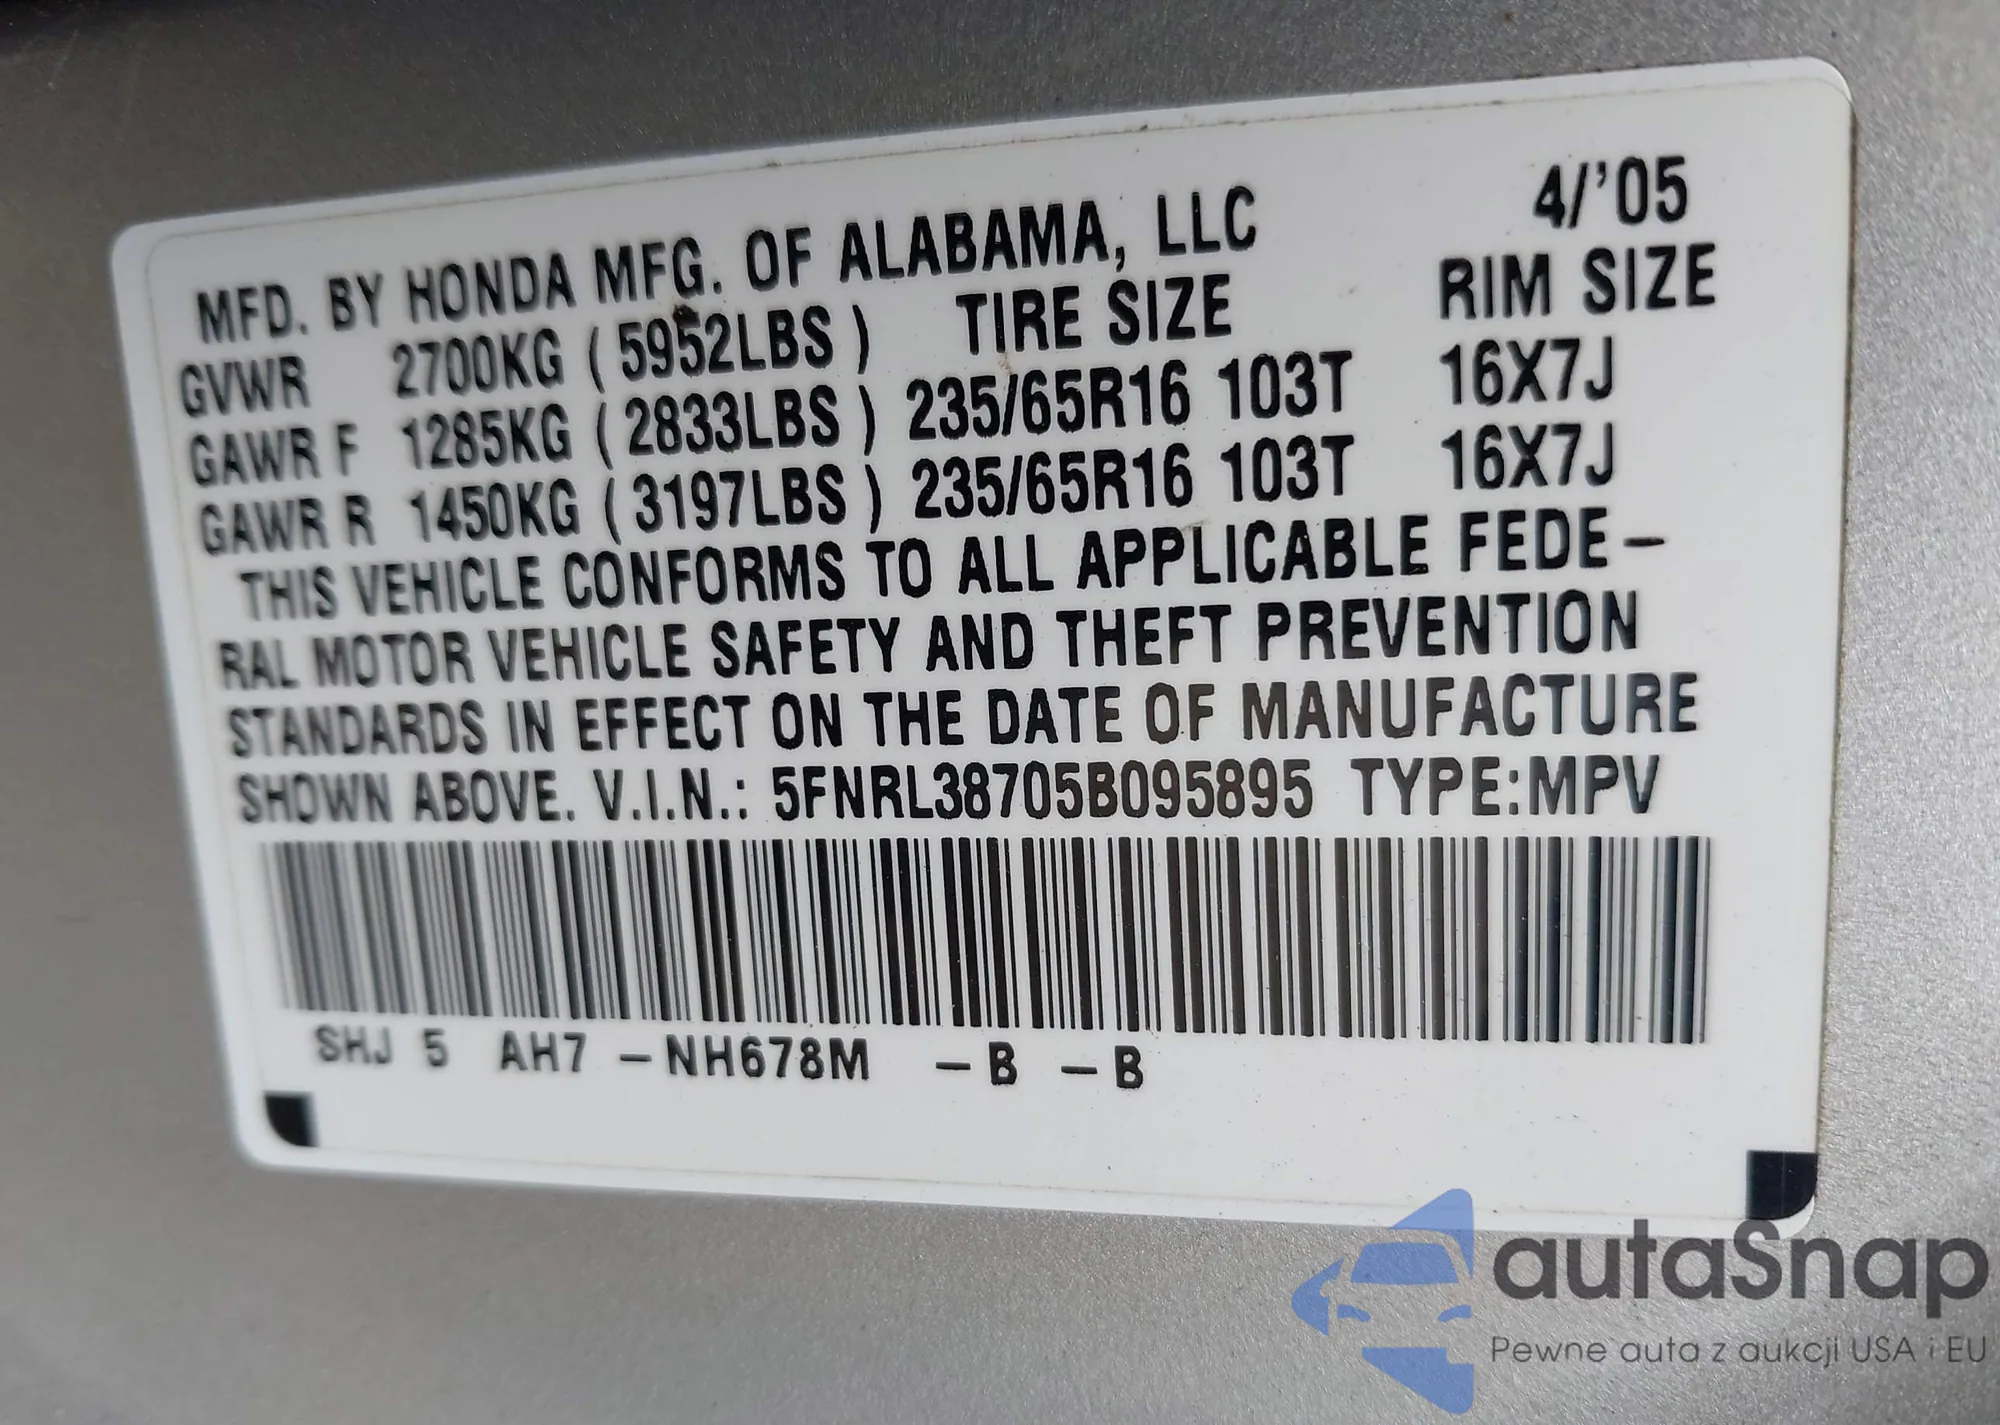 MFD. BY HONDA MFG. OF ALABAMA, LLC 4/'05
GVWR 2700KG ( 5952LBS ) TIRE SIZE RIM SIZE
GAWR F 1285KG ( 2833LBS ) 235/65R16 103T 16X7J
GAWR R 1450KG ( 3197LBS ) 235/65R16 103T 16X7J
THIS VEHICLE CONFORMS TO ALL APPLICABLE FEDE–
RAL MOTOR VEHICLE SAFETY AND THEFT PREVENTION
STANDARDS IN EFFECT ON THE DATE OF MANUFACTURE
SHOWN ABOVE. V.I.N.: 5FNRL38705B095895 TYPE:MPV
SHJ 5 AH7 –NH678M –B –B
autaSnap
Pewne auta z aukcji USA i EU